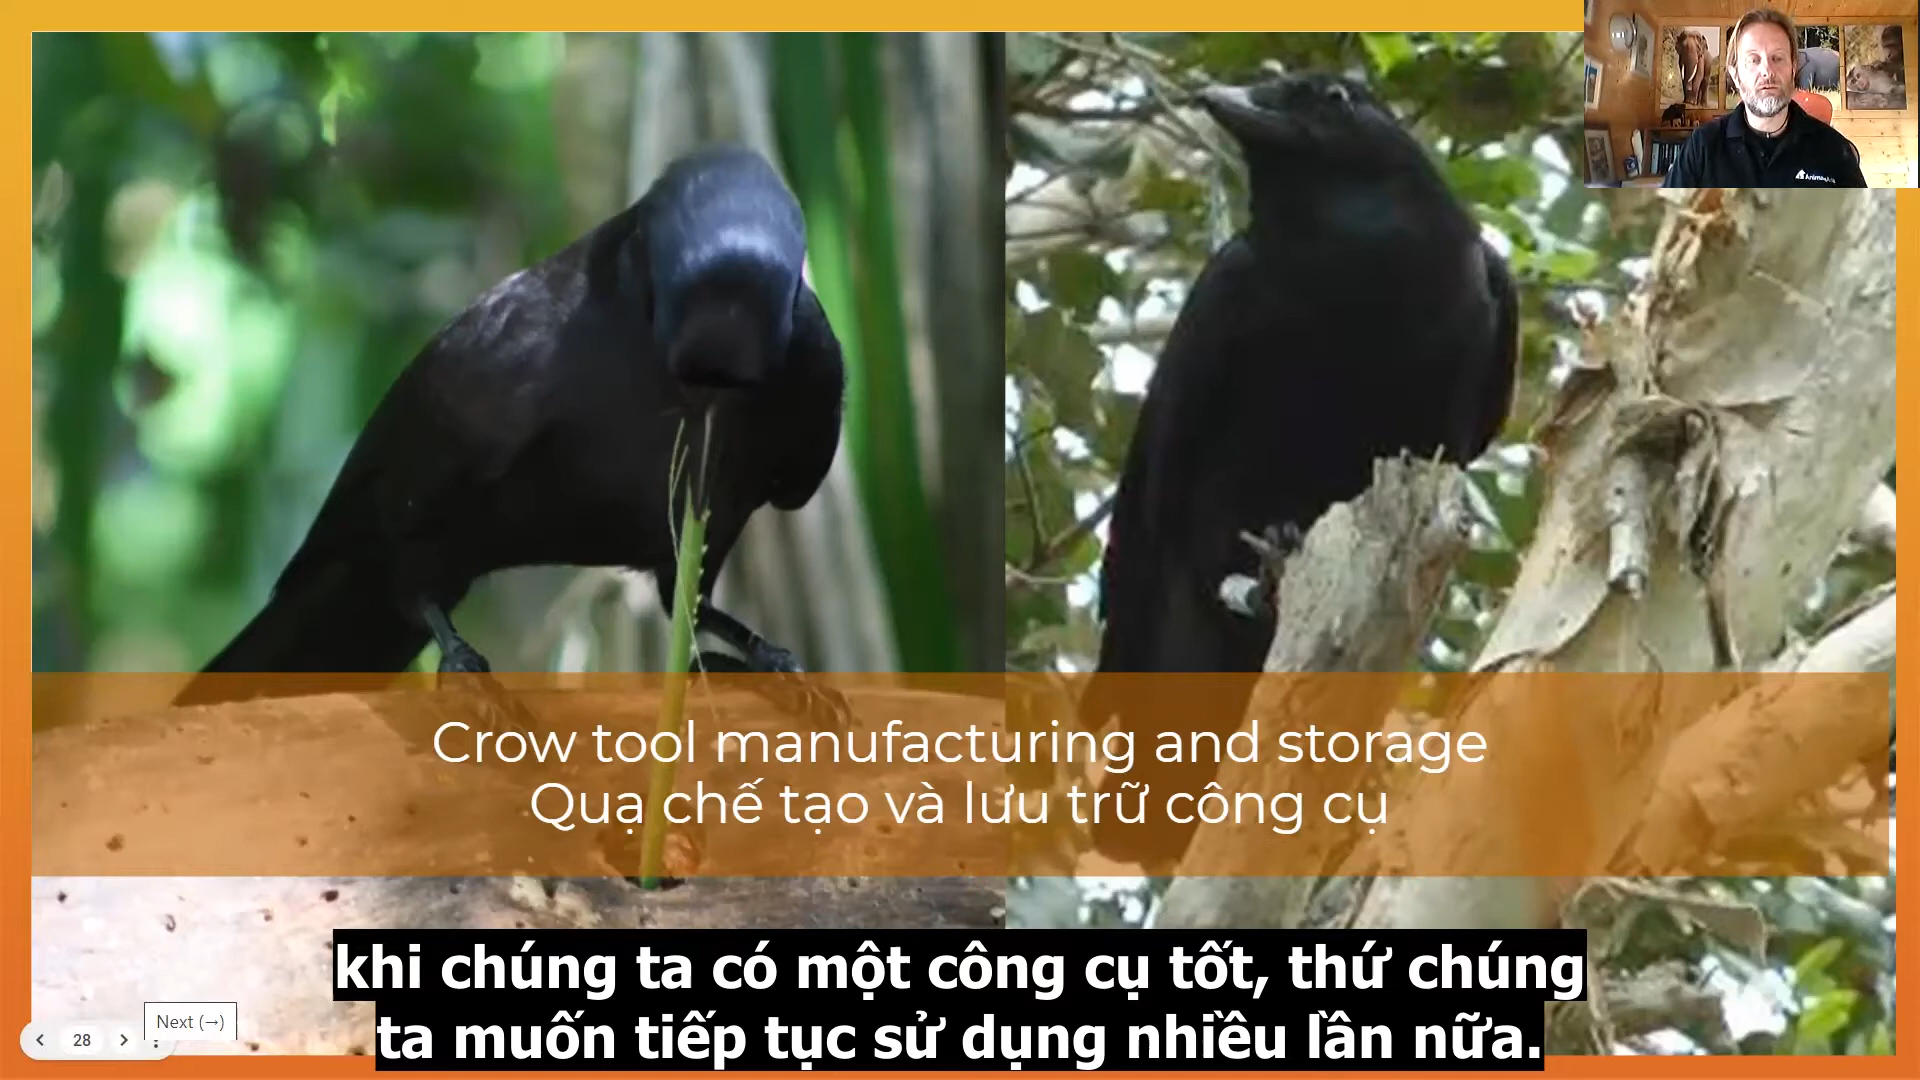 Crow tool manufacturing and storage
Quạ chế tạo và lưu trữ công cụ
khi chúng ta có một công cụ tốt, thứ chúng
ta muốn tiếp tục sử dụng nhiều lần nữa.
Next (→)
28